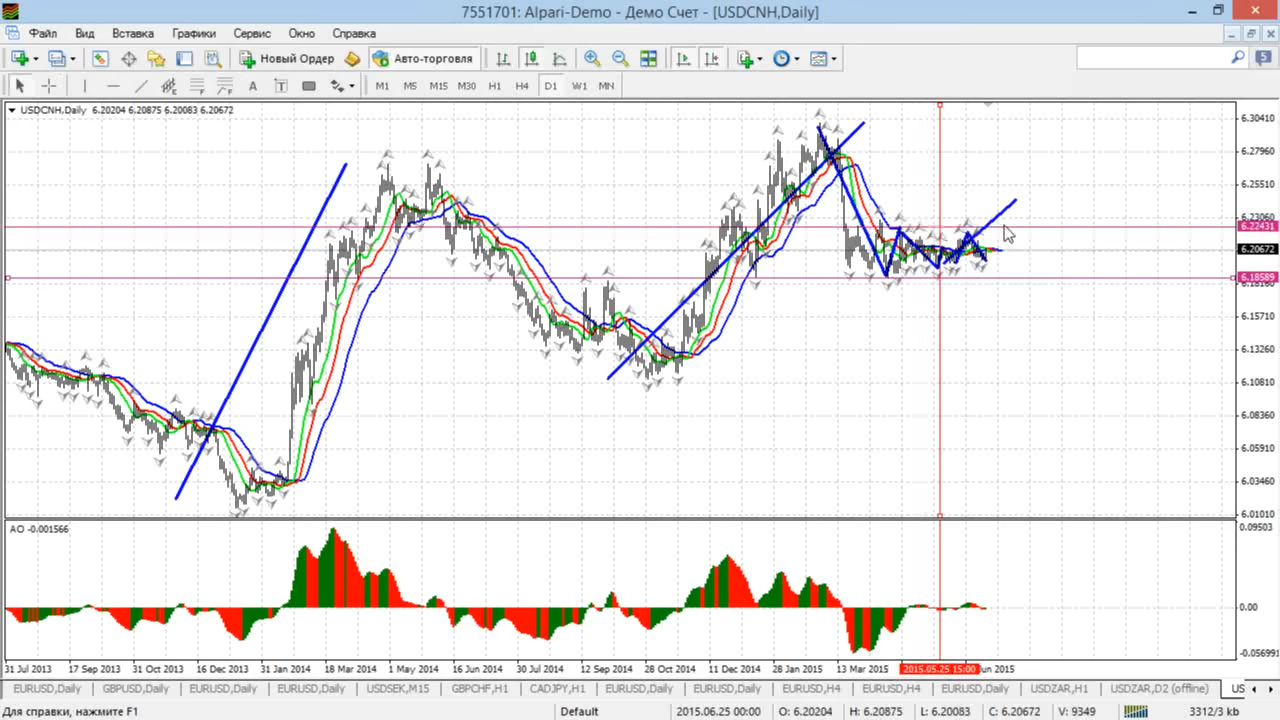 7551701: Alpari-Demo - Демо Счет - [USDCNH,Daily]
Файл Вид Вставка Графики Сервис Окно Справка
Новый Ордер Авто-торговля 5
A T M1 M5 M15 M30 H1 H4 D1 W1 MN
USDCNH,Daily 6.20204 6.20875 6.20083 6.20672
6.30410
6.27960
6.25510
6.23060
6.22431
6.20672
6.18589
6.15710
6.13260
6.10810
6.08360
6.05910
6.03460
6.01010
AO -0.001566
0.09503
0.00
-0.056991
31 Jul 2013 17 Sep 2013 31 Oct 2013 16 Dec 2013 31 Jan 2014 18 Mar 2014 1 May 2014 16 Jun 2014 30 Jul 2014 12 Sep 2014 28 Oct 2014 11 Dec 2014 28 Jan 2015 13 Mar 2015 2015.05.25 15:00 un 2015
EURUSD,Daily GBPUSD,Daily EURUSD,Daily EURUSD,Daily USDSEK,M15 GBPCHF,H1 CADJPY,H1 EURUSD,Daily EURUSD,Daily EURUSD,H4 EURUSD,H4 EURUSD,Daily USDZAR,H1 USDZAR,D2 (offline) US
Для справки, нажмите F1 Default 2015.06.25 00:00 O: 6.20204 H: 6.20875 L: 6.20083 C: 6.20672 V: 9349 3312/3 kb